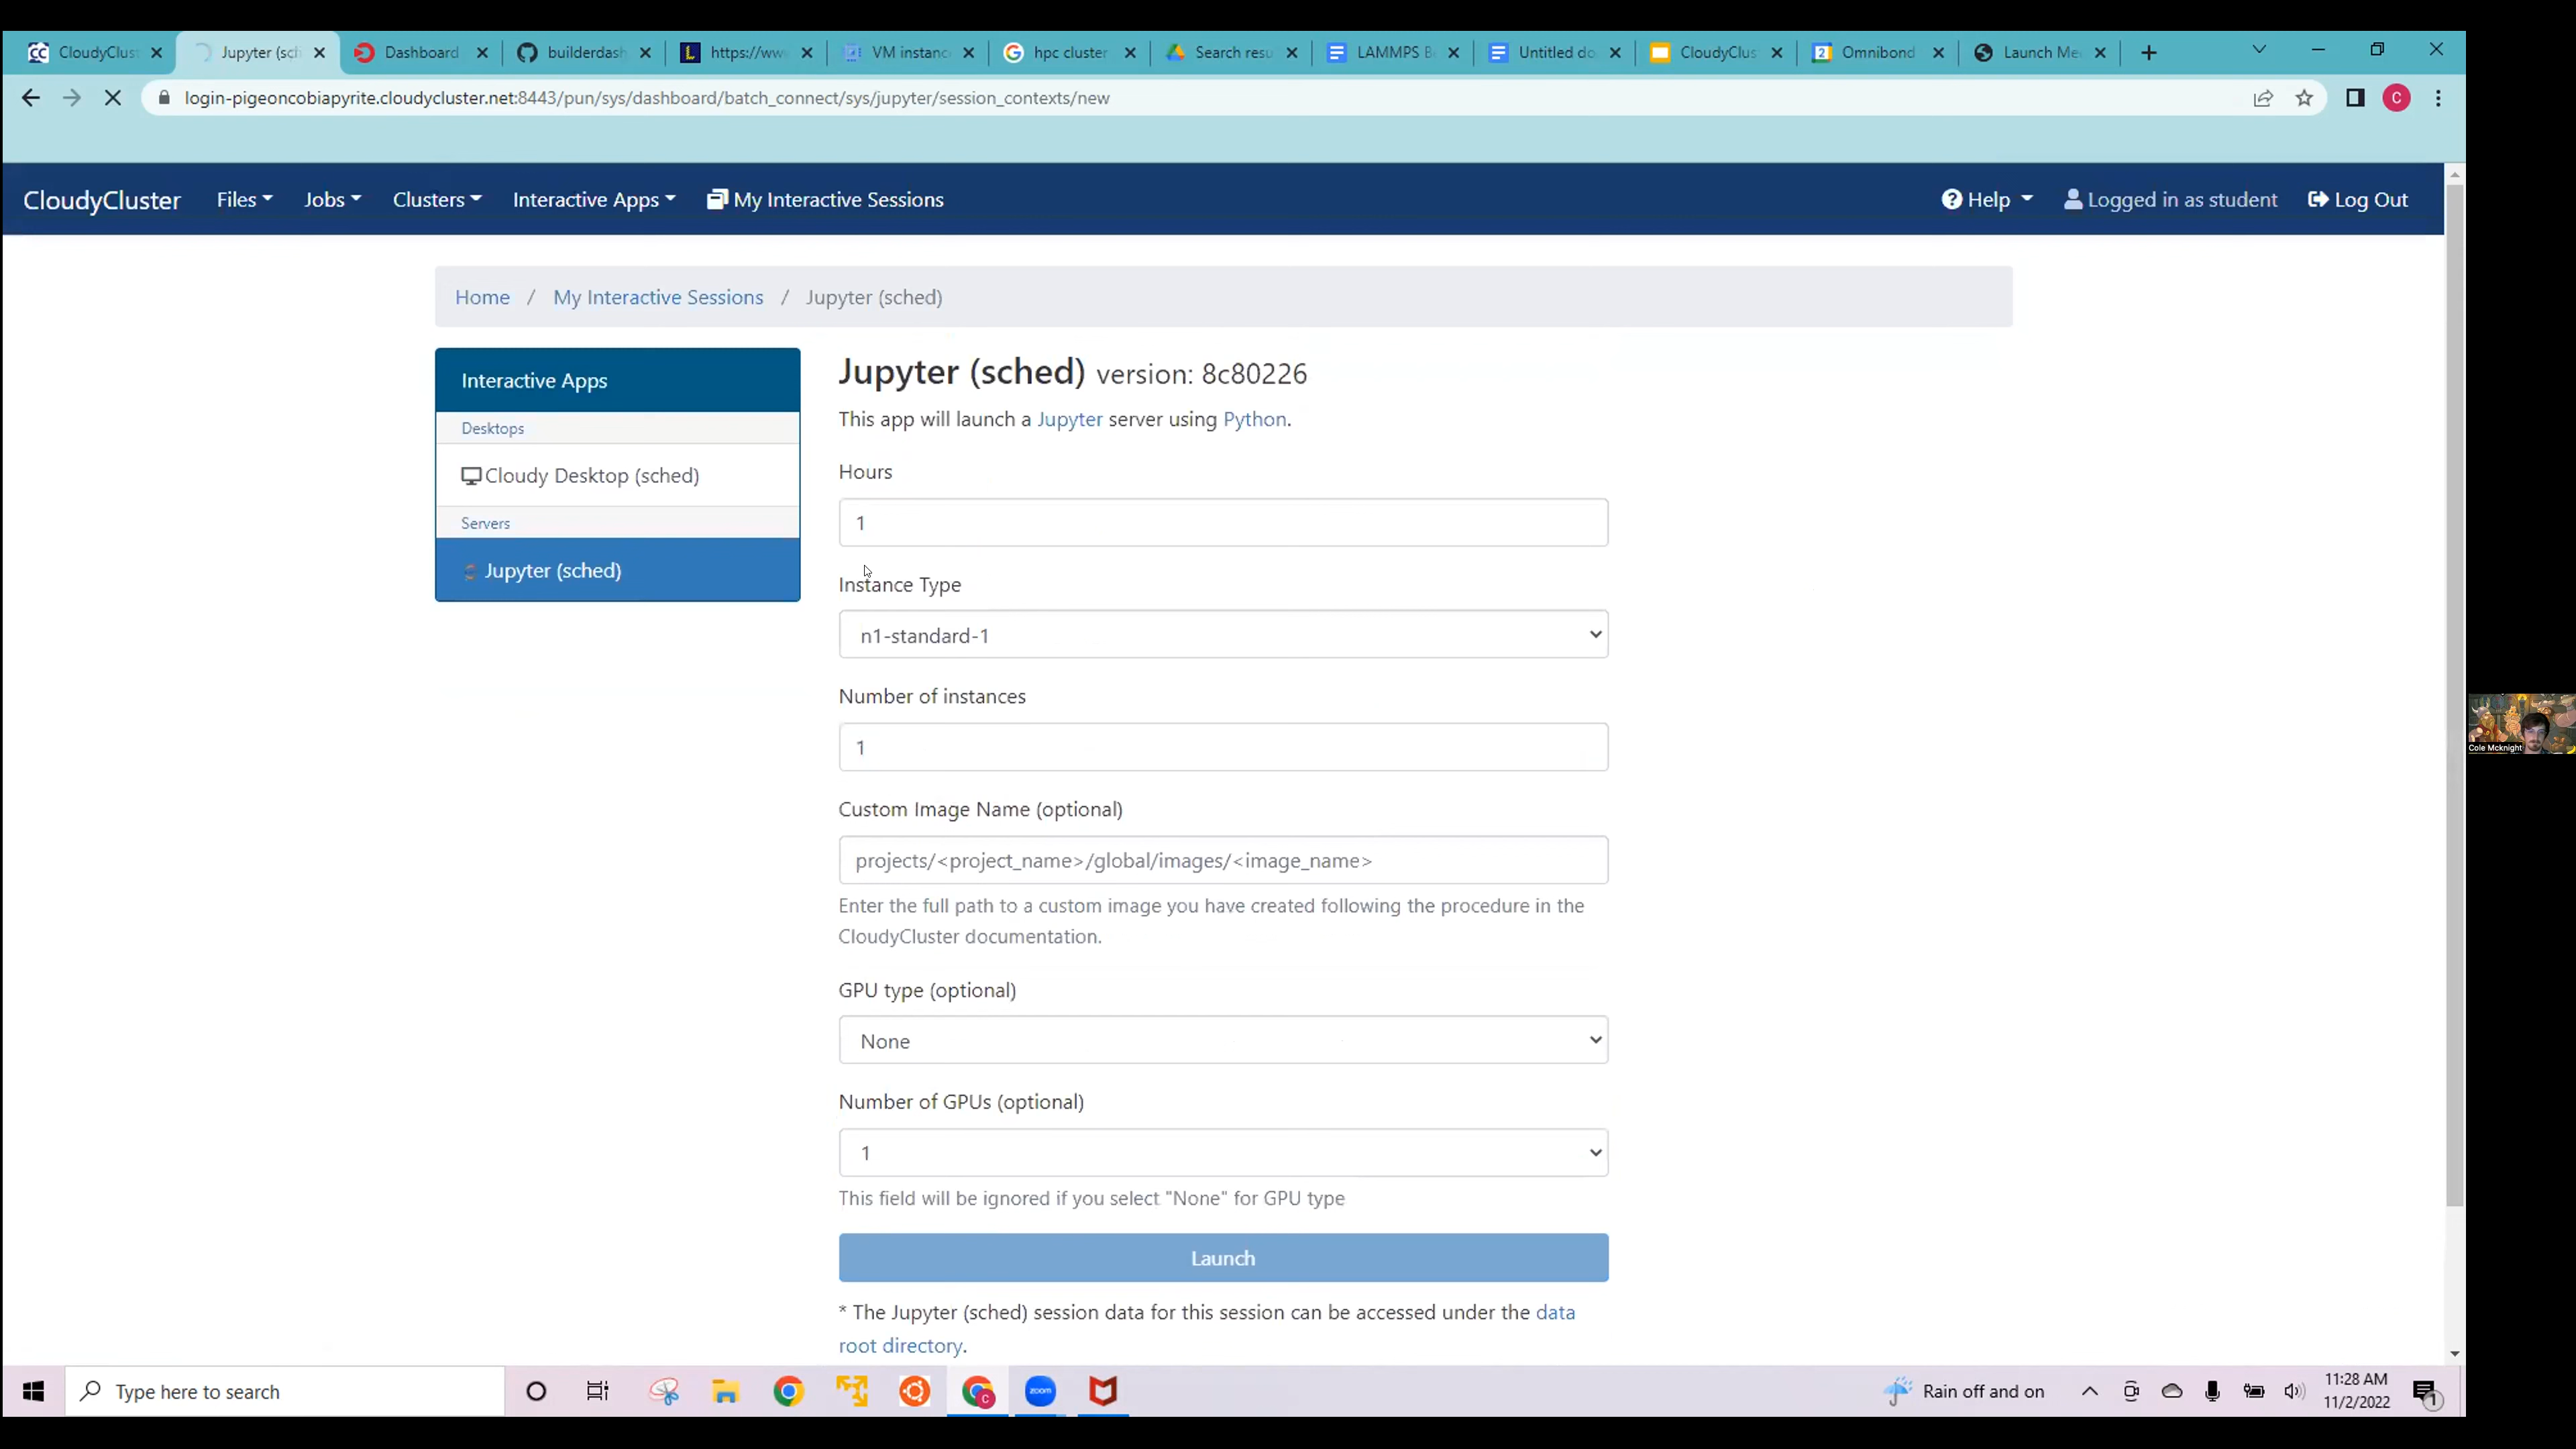 CloudyClust
Jupyter (sch
Dashboard
builderdash
https://ww
VM instanc
hpc cluster
Search resu
LAMMPS B
Untitled do
CloudyClus
Omnibond
Launch Me
login-pigeoncobiapyrite.cloudycluster.net:8443/pun/sys/dashboard/batch_connect/sys/jupyter/session_contexts/new
C
CloudyCluster Files Jobs Clusters Interactive Apps My Interactive Sessions Help Logged in as student Log Out
Home / My Interactive Sessions / Jupyter (sched)
Interactive Apps
Desktops
Cloudy Desktop (sched)
Servers
Jupyter (sched)
Jupyter (sched) version: 8c80226
This app will launch a Jupyter server using Python.
Hours
1
Instance Type
n1-standard-1
Number of instances
1
Custom Image Name (optional)
projects/<project_name>/global/images/<image_name>
Enter the full path to a custom image you have created following the procedure in the
CloudyCluster documentation.
GPU type (optional)
None
Number of GPUs (optional)
1
This field will be ignored if you select "None" for GPU type
Launch
* The Jupyter (sched) session data for this session can be accessed under the data
root directory.
Cole Mcknight
Type here to search
zoom
Rain off and on
11:28 AM
11/2/2022
1